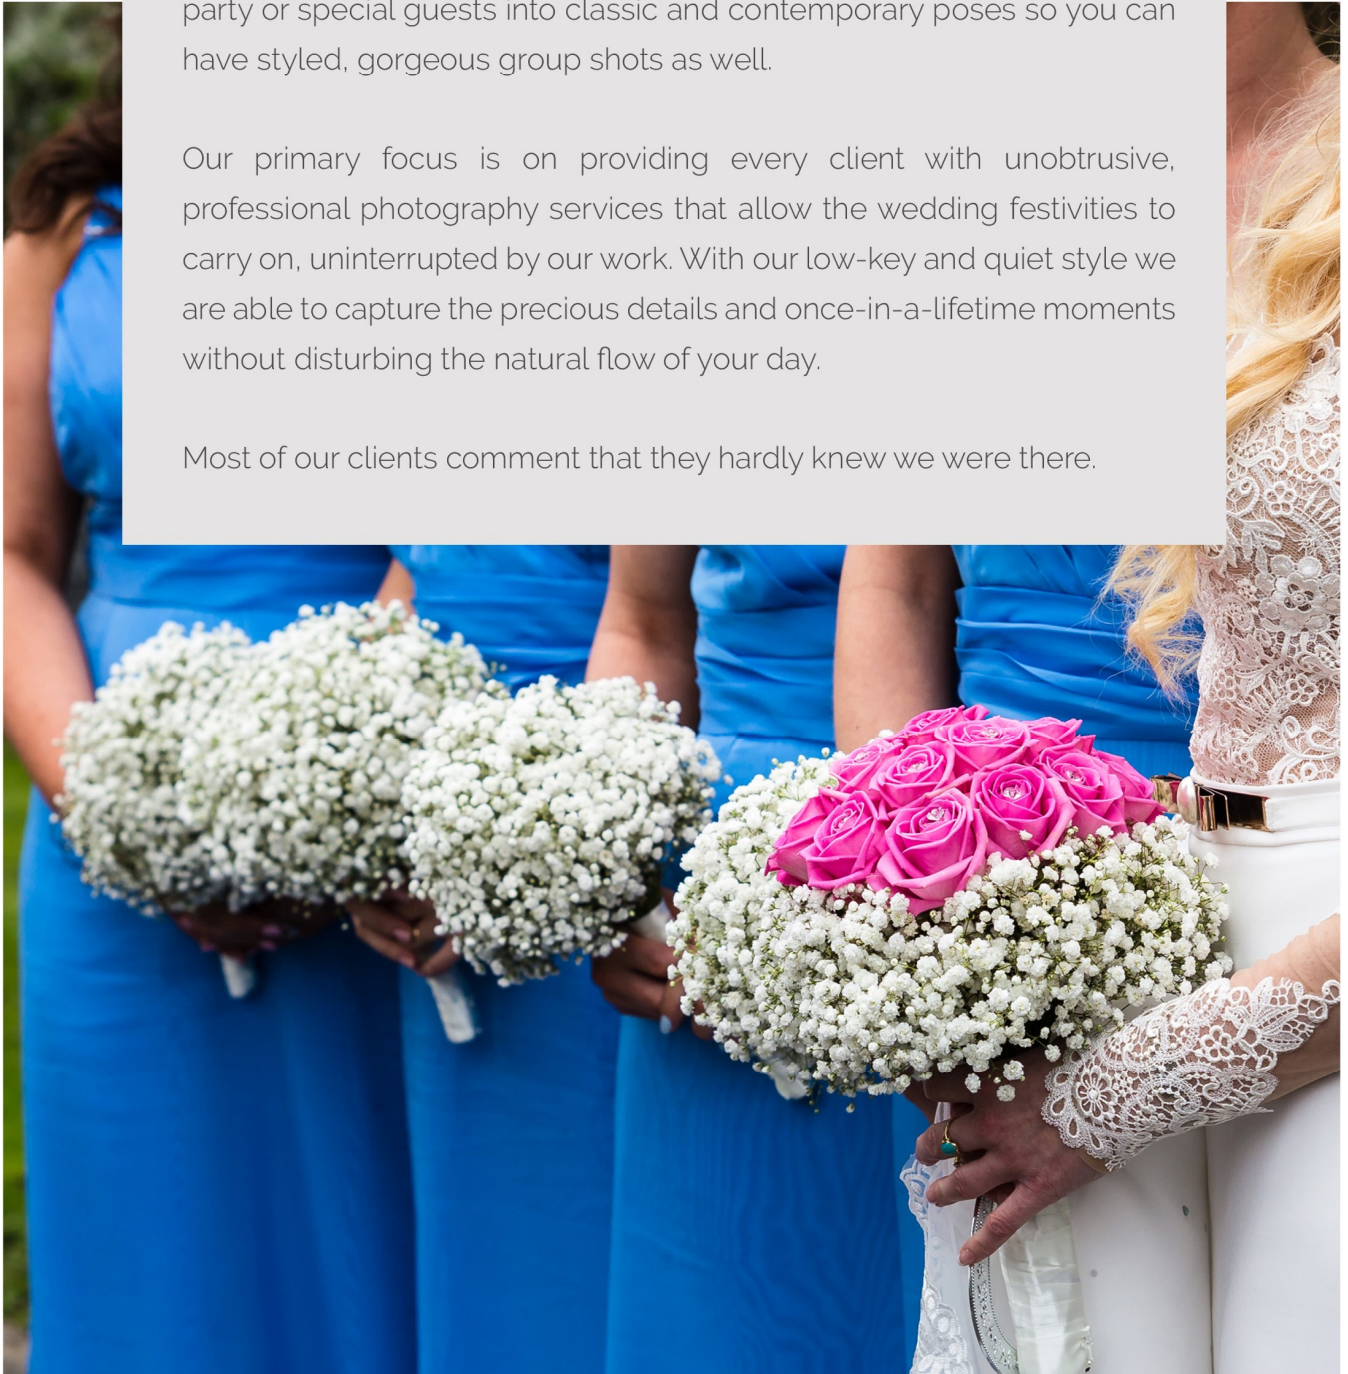 party or special guests into classic and contemporary poses so you can
have styled, gorgeous group shots as well.
Our primary focus is on providing every client with unobtrusive,
professional photography services that allow the wedding festivities to
carry on, uninterrupted by our work. With our low-key and quiet style we
are able to capture the precious details and once-in-a-lifetime moments
without disturbing the natural flow of your day.
Most of our clients comment that they hardly knew we were there.